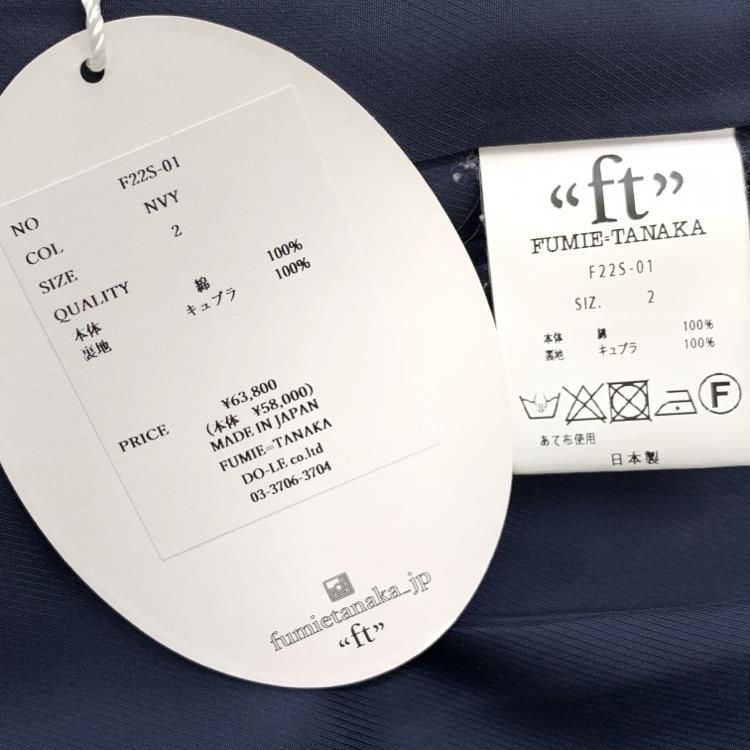 NO F22S-01
COL NVY
SIZE 2
QUALITY
本体 綿 100%
裏地 キュプラ 100%
PRICE ¥63,800
(本体 ¥58,000)
MADE IN JAPAN
FUMIE=TANAKA
DO-LE co.ltd
03-3706-3704
fumietanaka_jp
“ft”
“ft”
FUMIE=TANAKA
F22S-01
SIZ. 2
本体 綿 100%
裏地 キュプラ 100%
F
あて布使用
日本製